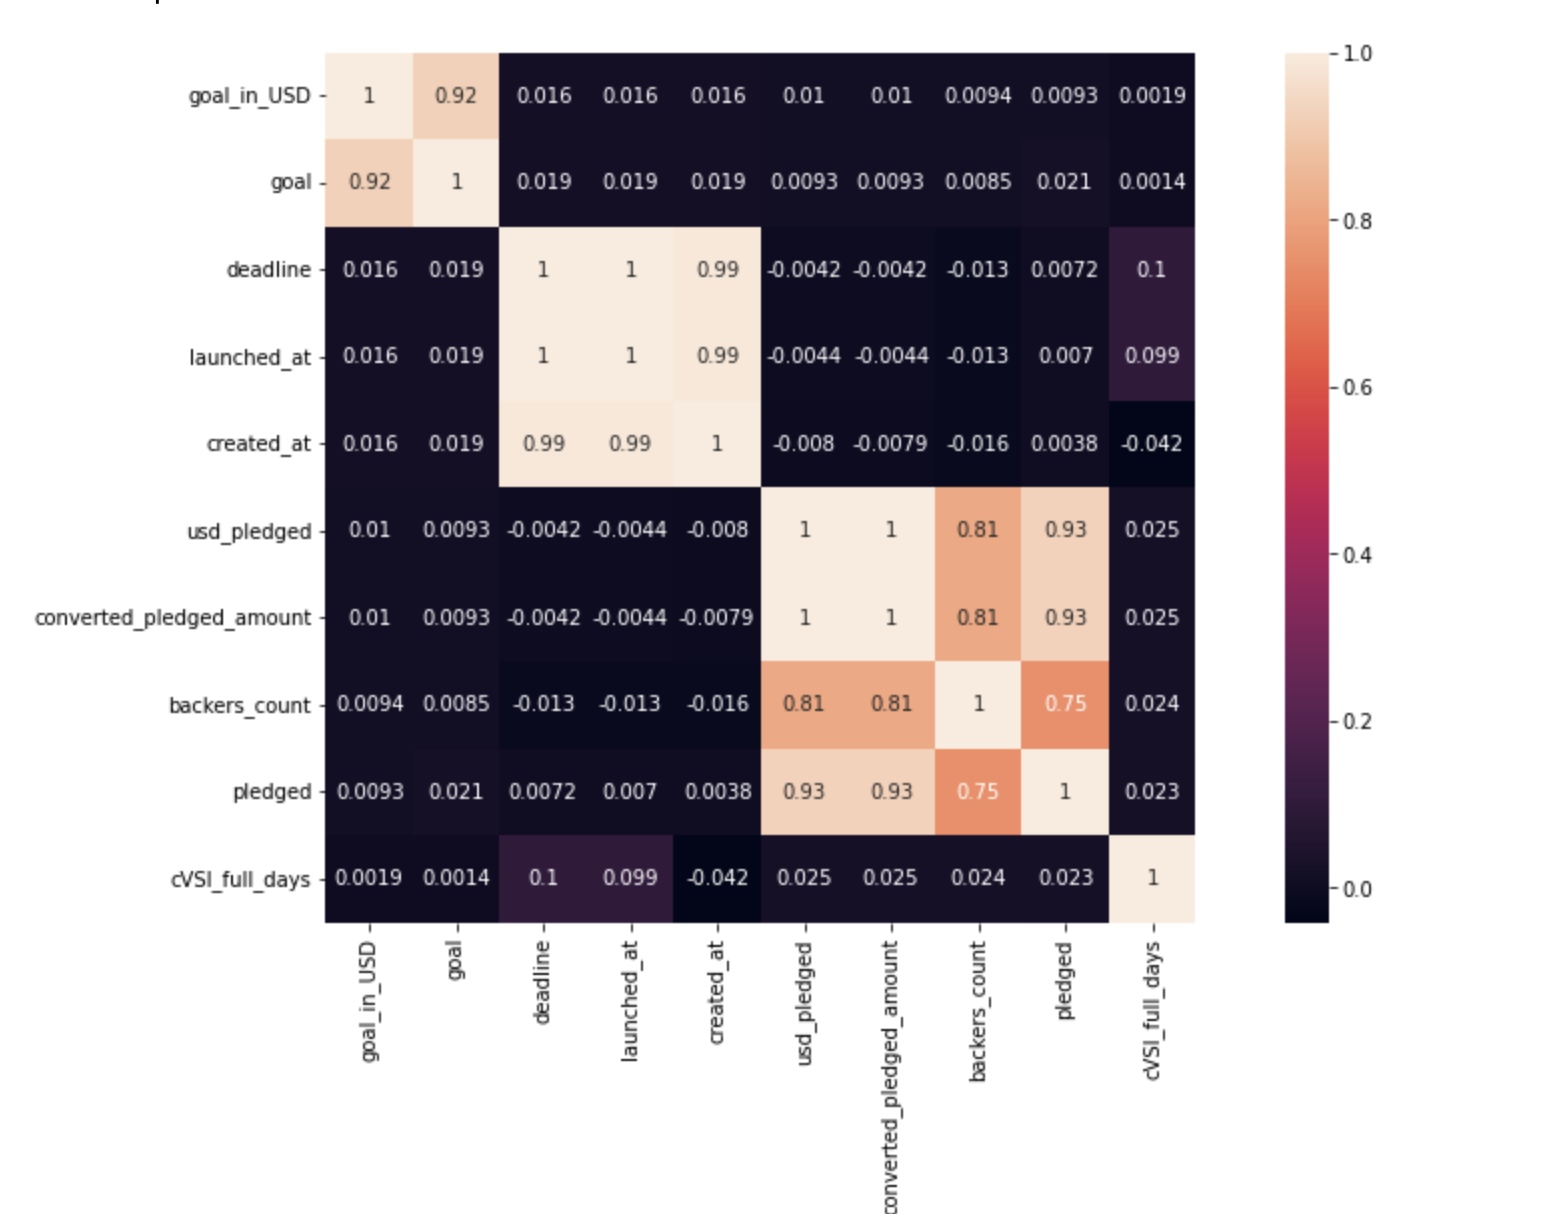 goal_in_USD 1 0.92 0.016 0.016 0.016 0.01 0.01 0.0094 0.0093 0.0019
goal 0.92 1 0.019 0.019 0.019 0.0093 0.0093 0.0085 0.021 0.0014
deadline 0.016 0.019 1 1 0.99 -0.0042 -0.0042 -0.013 0.0072 0.1
launched_at 0.016 0.019 1 1 0.99 -0.0044 -0.0044 -0.013 0.007 0.099
created_at 0.016 0.019 0.99 0.99 1 -0.008 -0.0079 -0.016 0.0038 -0.042
usd_pledged 0.01 0.0093 -0.0042 -0.0044 -0.008 1 1 0.81 0.93 0.025
converted_pledged_amount 0.01 0.0093 -0.0042 -0.0044 -0.0079 1 1 0.81 0.93 0.025
backers_count 0.0094 0.0085 -0.013 -0.013 -0.016 0.81 0.81 1 0.75 0.024
pledged 0.0093 0.021 0.0072 0.007 0.0038 0.93 0.93 0.75 1 0.023
cVSI_full_days 0.0019 0.0014 0.1 0.099 -0.042 0.025 0.025 0.024 0.023 1
goal_in_USD
goal
deadline
launched_at
created_at
usd_pledged
converted_pledged_amount
backers_count
pledged
cVSI_full_days
1.0
0.8
0.6
0.4
0.2
0.0